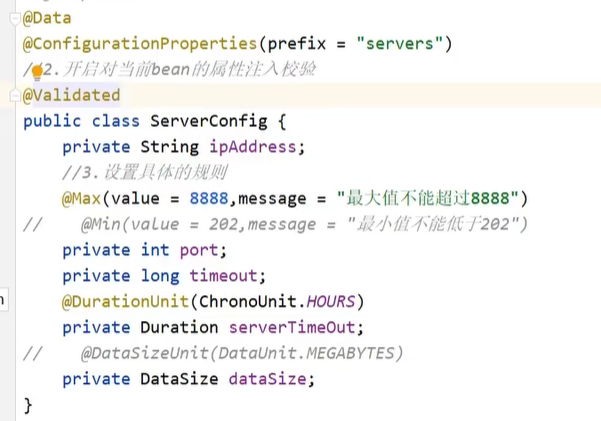 @Data
@ConfigurationProperties(prefix = "servers")
//2.开启对当前bean的属性注入校验
@Validated
public class ServerConfig {
    private String ipAddress;
    //3.设置具体的规则
    @Max(value = 8888,message = "最大值不能超过8888")
//    @Min(value = 202,message = "最小值不能低于202")
    private int port;
    private long timeout;
    @DurationUnit(ChronoUnit.HOURS)
    private Duration serverTimeOut;
//    @DataSizeUnit(DataUnit.MEGABYTES)
    private DataSize dataSize;
}